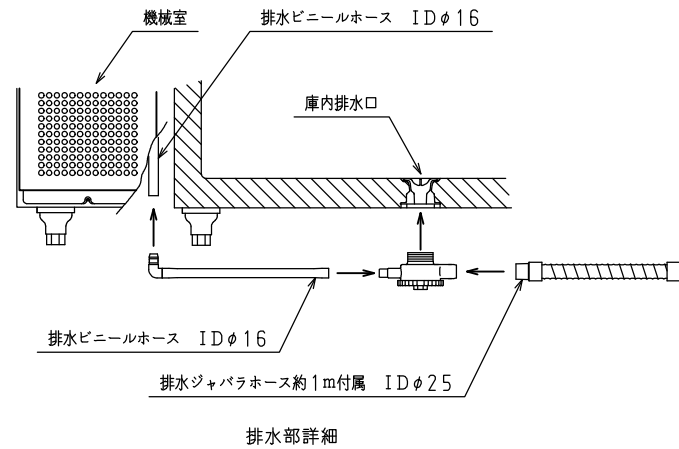 機械室
排水ビニールホース　ＩＤφ１６
庫内排水口
排水ビニールホース　ＩＤφ１６
排水ジャバラホース約１ｍ付属　ＩＤφ２５
排水部詳細